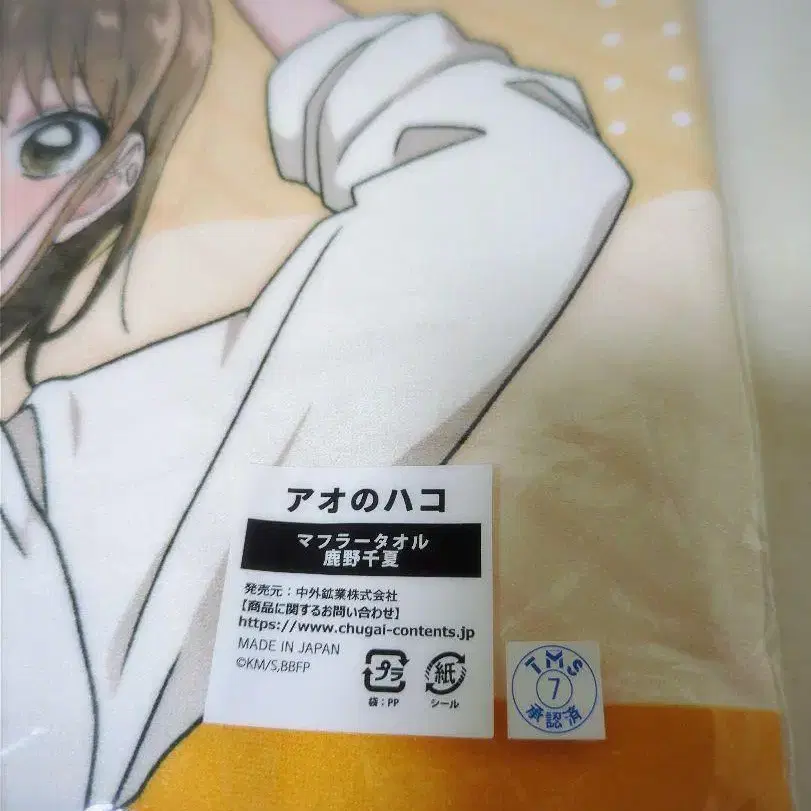 アオのハコ
マフラータオル
鹿野千夏
発売元：中外鉱業株式会社
【商品に関するお問い合わせ】
https://www.chugai-contents.jp
MADE IN JAPAN
©KM/S,BBFP
プラ
袋：PP
紙
シール
TMS
7
承認済